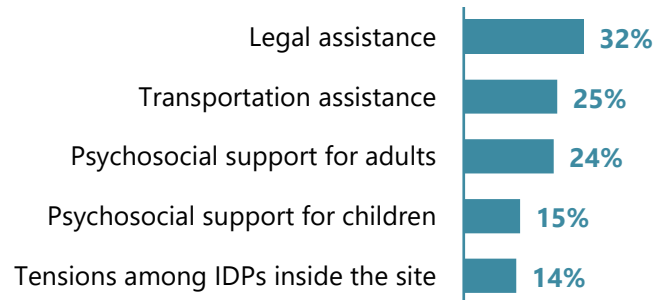 Legal assistance 32%
Transportation assistance 25%
Psychosocial support for adults 24%
Psychosocial support for children 15%
Tensions among IDPs inside the site 14%